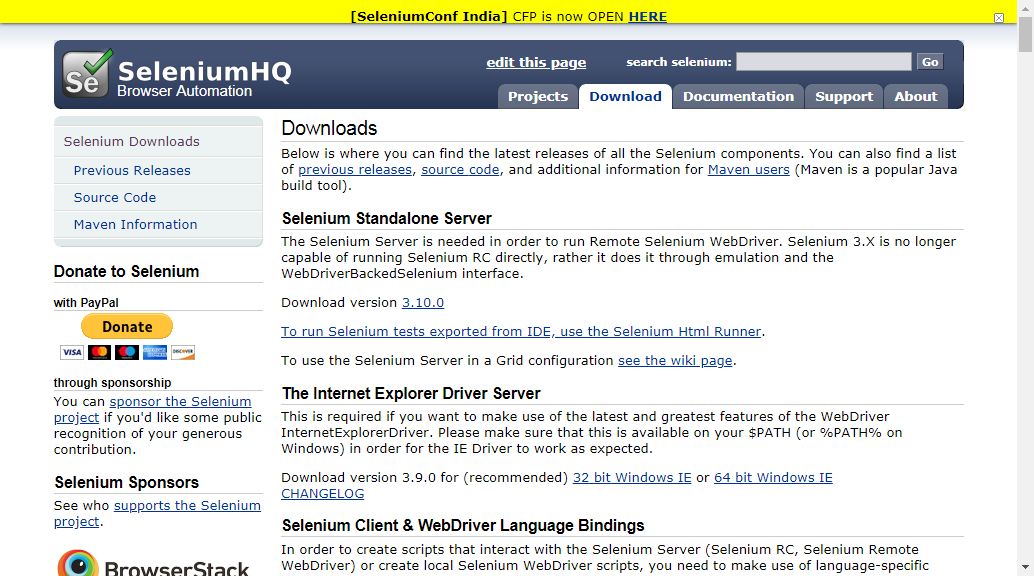 [SeleniumConf India] CFP is now OPEN HERE
Se
SeleniumHQ
Browser Automation
edit this page
search selenium:
Go
Projects
Download
Documentation
Support
About
Selenium Downloads
Previous Releases
Source Code
Maven Information
Donate to Selenium
with PayPal
Donate
VISA
DISCOVER
through sponsorship
You can sponsor the Selenium
project if you'd like some public
recognition of your generous
contribution.
Selenium Sponsors
See who supports the Selenium
project.
BrowserStack
Downloads
Below is where you can find the latest releases of all the Selenium components. You can also find a list
of previous releases, source code, and additional information for Maven users (Maven is a popular Java
build tool).
Selenium Standalone Server
The Selenium Server is needed in order to run Remote Selenium WebDriver. Selenium 3.X is no longer
capable of running Selenium RC directly, rather it does it through emulation and the
WebDriverBackedSelenium interface.
Download version 3.10.0
To run Selenium tests exported from IDE, use the Selenium Html Runner.
To use the Selenium Server in a Grid configuration see the wiki page.
The Internet Explorer Driver Server
This is required if you want to make use of the latest and greatest features of the WebDriver
InternetExplorerDriver. Please make sure that this is available on your $PATH (or %PATH% on
Windows) in order for the IE Driver to work as expected.
Download version 3.9.0 for (recommended) 32 bit Windows IE or 64 bit Windows IE
CHANGELOG
Selenium Client & WebDriver Language Bindings
In order to create scripts that interact with the Selenium Server (Selenium RC, Selenium Remote
WebDriver) or create local Selenium WebDriver scripts, you need to make use of language-specific